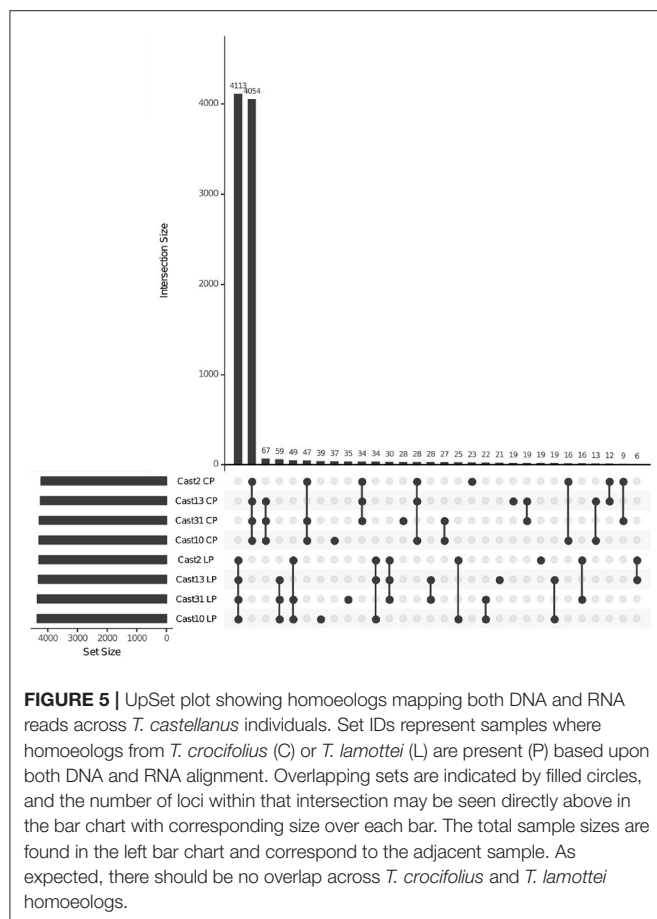 4113
4054
4000
3000
2000
1000
0
Intersection Size
67 59 49 47 39 37 35 34 34 30 28 28 28 27 25 23 22 21 19 19 19 19 16 16 13 12 9 6
Cast2 CP
Cast13 CP
Cast31 CP
Cast10 CP
Cast2 LP
Cast13 LP
Cast31 LP
Cast10 LP
4000 3000 2000 1000 0
Set Size
FIGURE 5 | UpSet plot showing homoeologs mapping both DNA and RNA
reads across T. castellanus individuals. Set IDs represent samples where
homoeologs from T. crocifolius (C) or T. lamottei (L) are present (P) based upon
both DNA and RNA alignment. Overlapping sets are indicated by filled circles,
and the number of loci within that intersection may be seen directly above in
the bar chart with corresponding size over each bar. The total sample sizes are
found in the left bar chart and correspond to the adjacent sample. As
expected, there should be no overlap across T. crocifolius and T. lamottei
homoeologs.